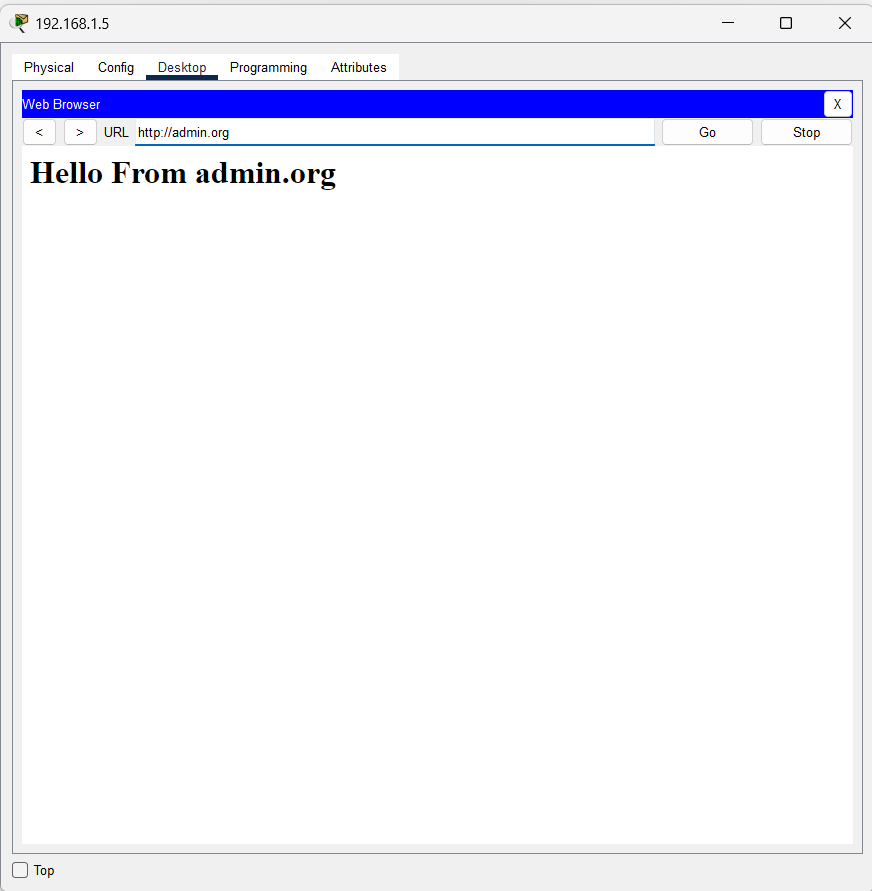 192.168.1.5
Physical Config Desktop Programming Attributes
Web Browser X
< > URL http://admin.org Go Stop
Hello From admin.org
Top